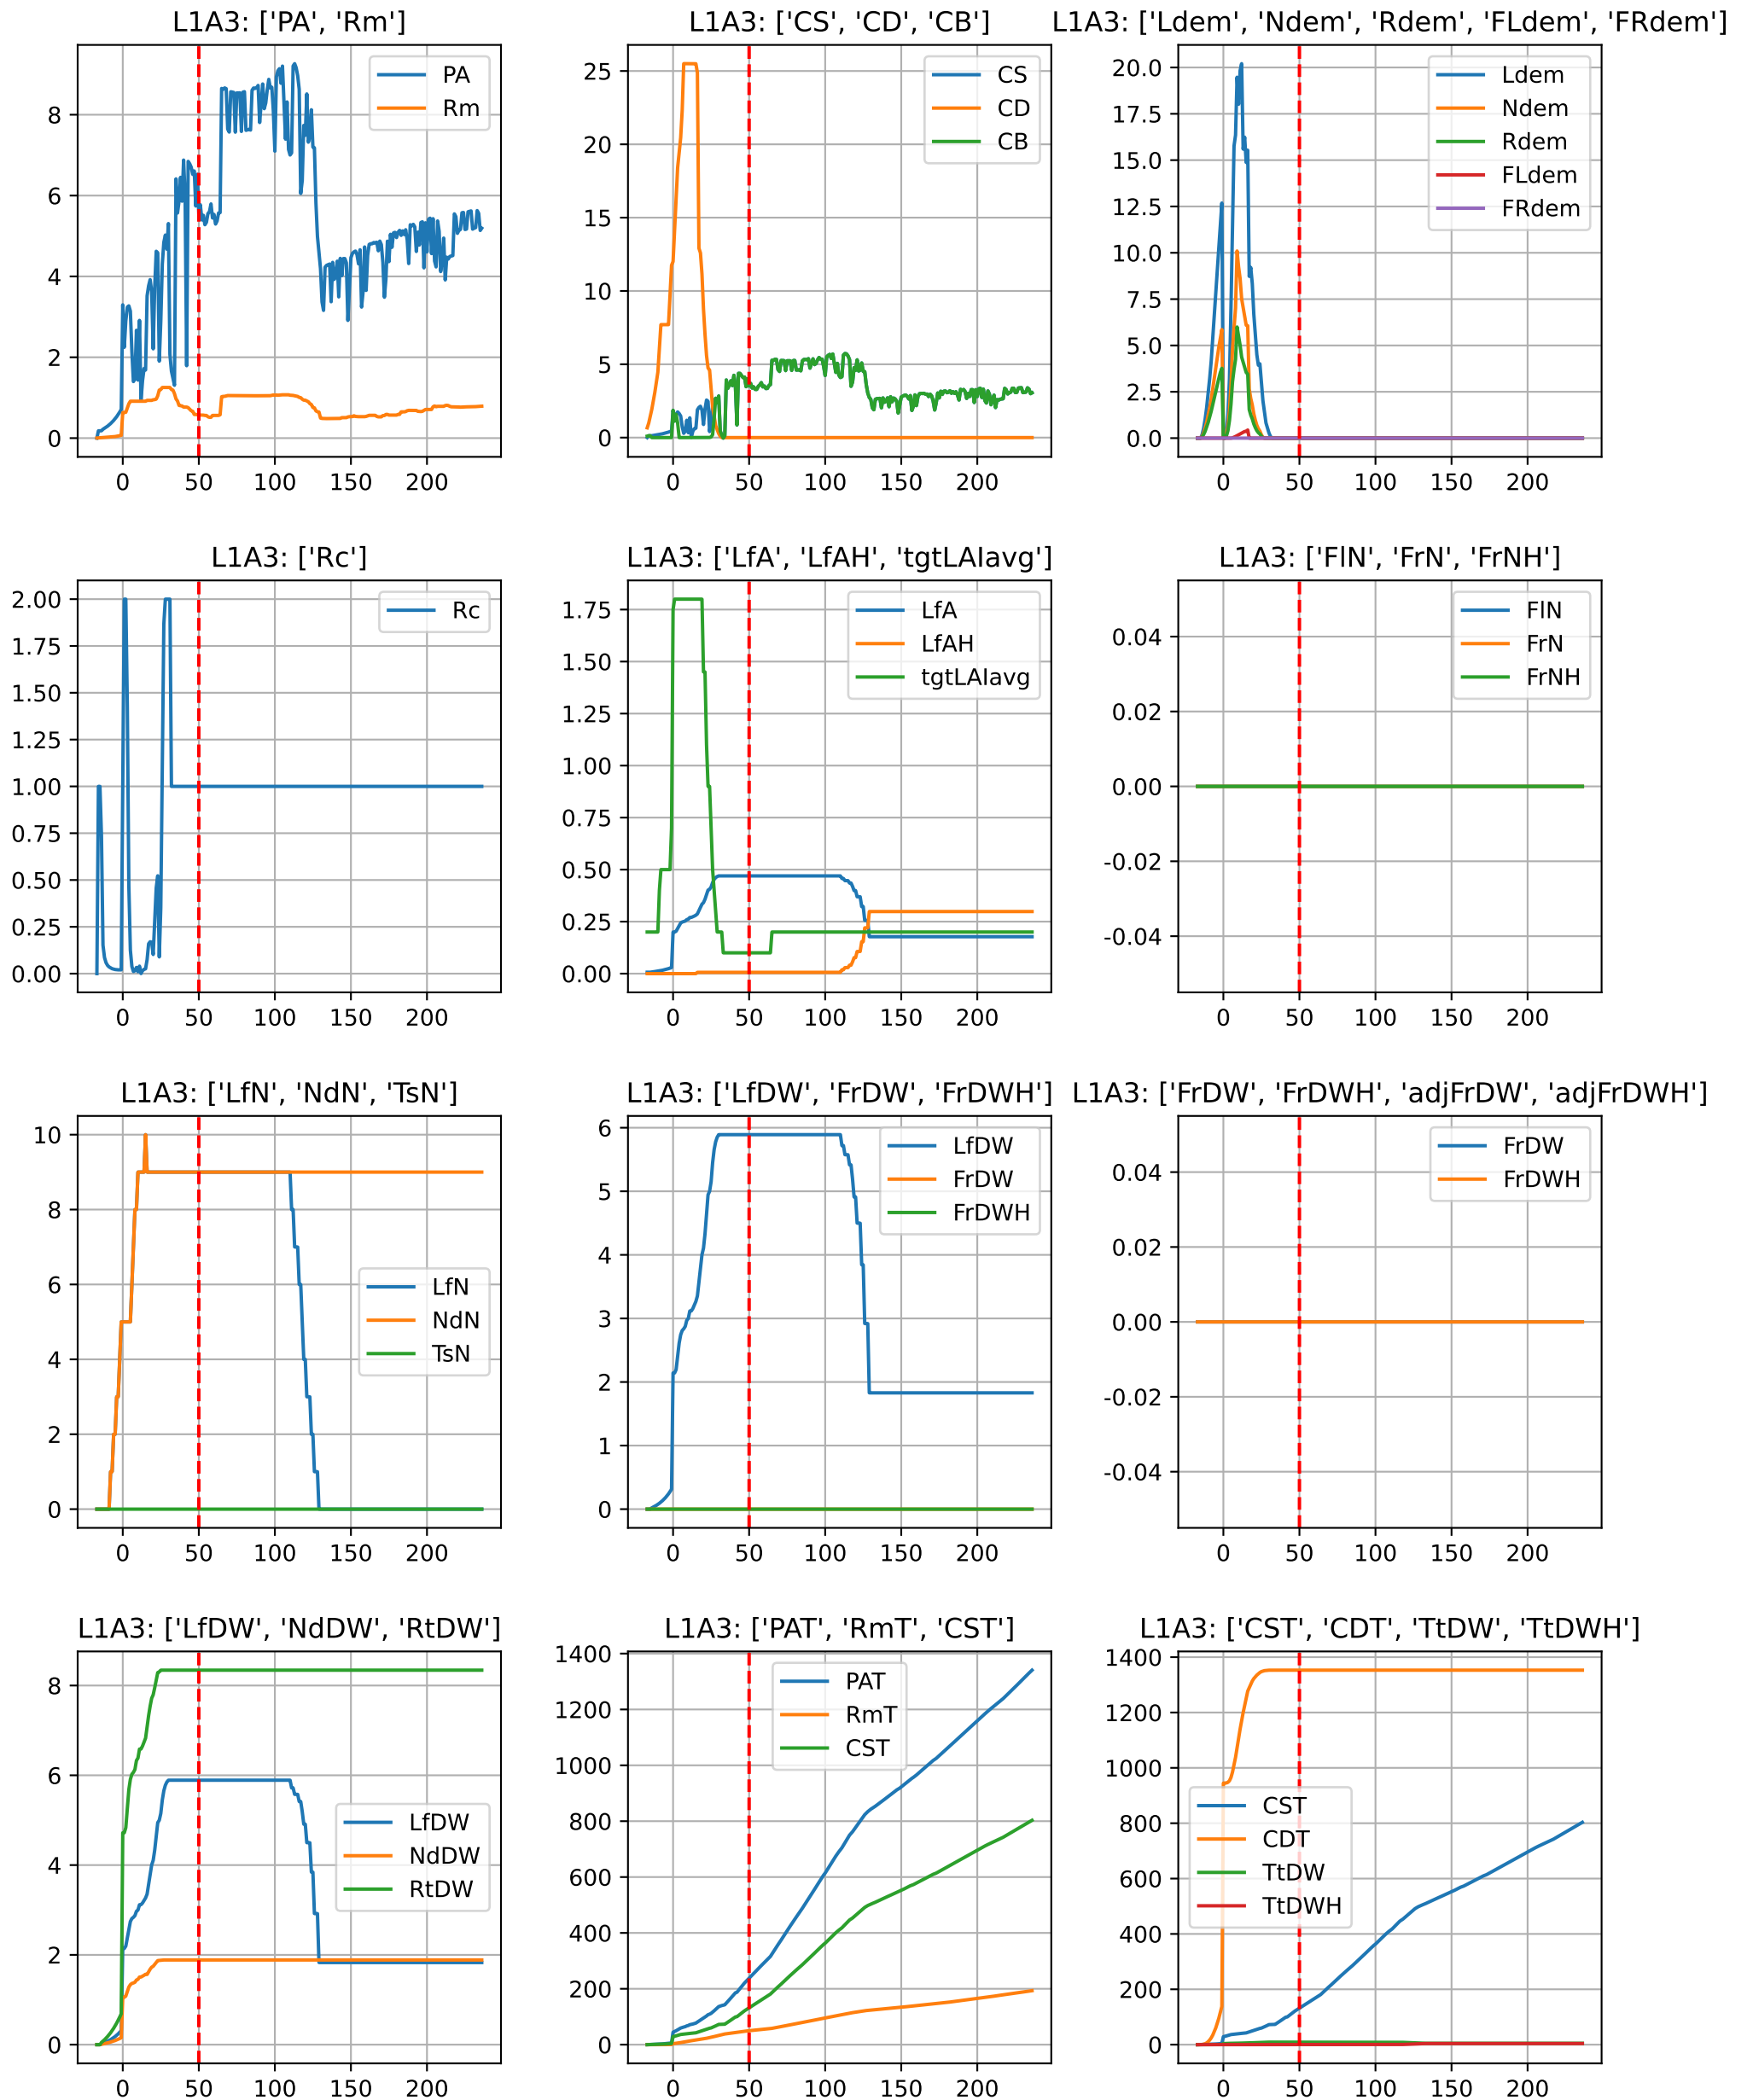 L1A3: ['PA', 'Rm']
PA
Rm
8
6
4
2
0
0 50 100 150 200
L1A3: ['CS', 'CD', 'CB']
CS
CD
CB
25
20
15
10
5
0
0 50 100 150 200
L1A3: ['Ldem', 'Ndem', 'Rdem', 'FLdem', 'FRdem']
Ldem
Ndem
Rdem
FLdem
FRdem
20.0
17.5
15.0
12.5
10.0
7.5
5.0
2.5
0.0
0 50 100 150 200
L1A3: ['Rc']
Rc
2.00
1.75
1.50
1.25
1.00
0.75
0.50
0.25
0.00
0 50 100 150 200
L1A3: ['LfA', 'LfAH', 'tgtLAIavg']
LfA
LfAH
tgtLAIavg
1.75
1.50
1.25
1.00
0.75
0.50
0.25
0.00
0 50 100 150 200
L1A3: ['FlN', 'FrN', 'FrNH']
FlN
FrN
FrNH
0.04
0.02
0.00
-0.02
-0.04
0 50 100 150 200
L1A3: ['LfN', 'NdN', 'TsN']
LfN
NdN
TsN
10
8
6
4
2
0
0 50 100 150 200
L1A3: ['LfDW', 'FrDW', 'FrDWH']
LfDW
FrDW
FrDWH
6
5
4
3
2
1
0
0 50 100 150 200
L1A3: ['FrDW', 'FrDWH', 'adjFrDW', 'adjFrDWH']
FrDW
FrDWH
0.04
0.02
0.00
-0.02
-0.04
0 50 100 150 200
L1A3: ['LfDW', 'NdDW', 'RtDW']
LfDW
NdDW
RtDW
8
6
4
2
0
0 50 100 150 200
L1A3: ['PAT', 'RmT', 'CST']
PAT
RmT
CST
1400
1200
1000
800
600
400
200
0
0 50 100 150 200
L1A3: ['CST', 'CDT', 'TtDW', 'TtDWH']
CST
CDT
TtDW
TtDWH
1400
1200
1000
800
600
400
200
0
0 50 100 150 200